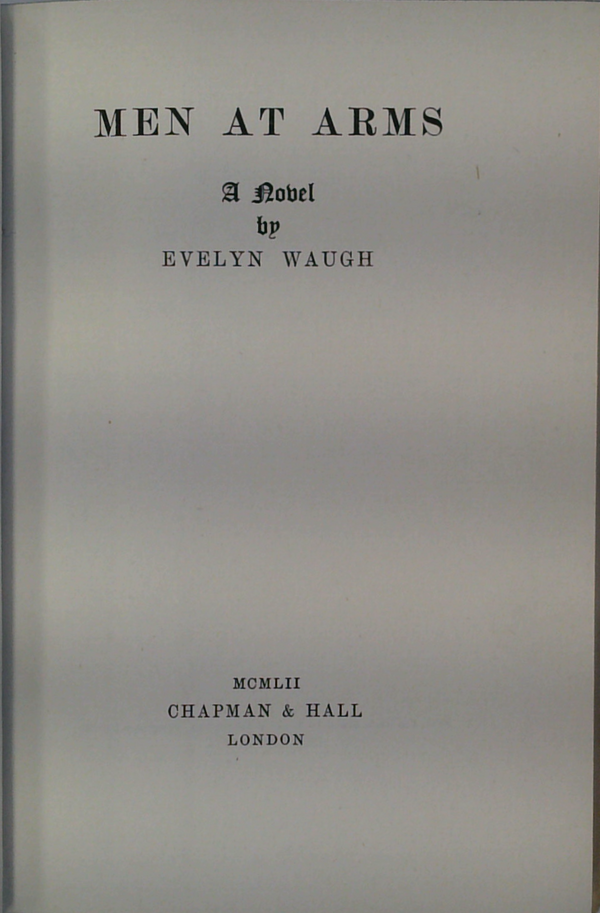 MEN AT ARMS
A Novel
by
EVELYN WAUGH
MCMLII
CHAPMAN & HALL
LONDON